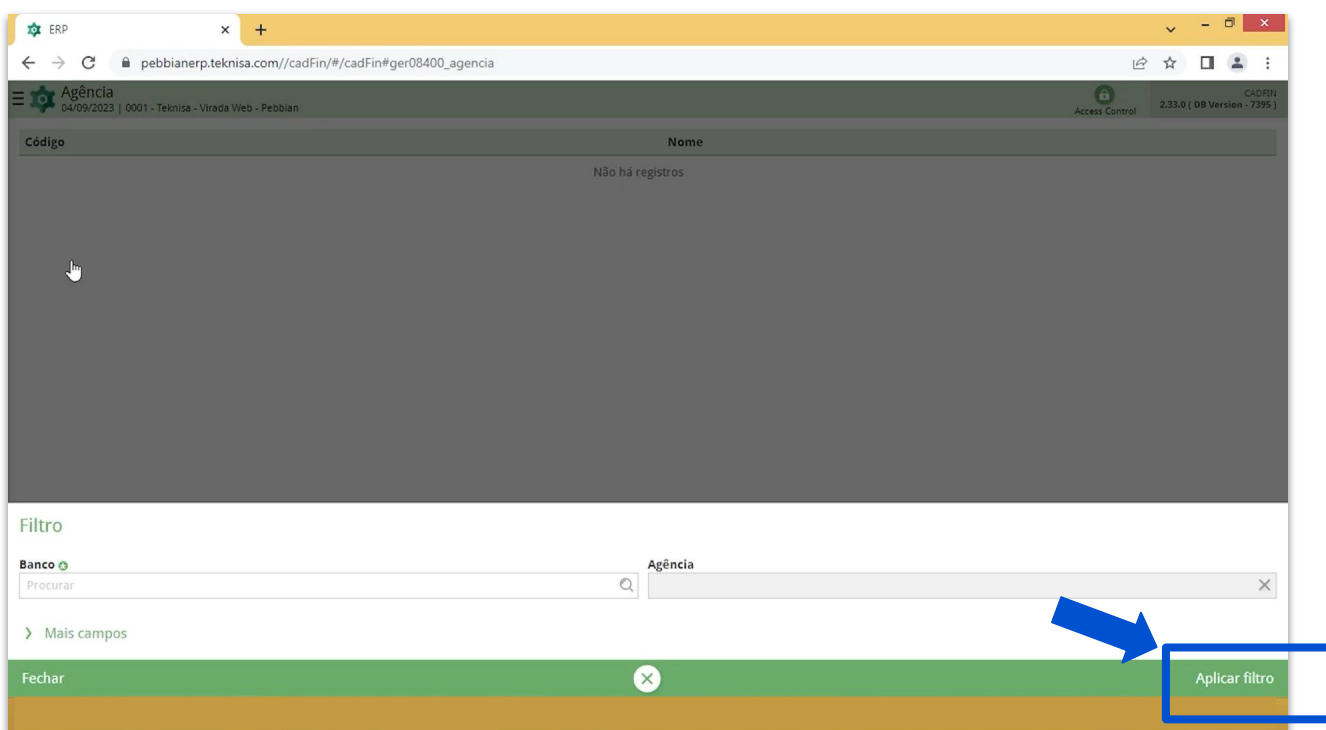 ERP
pebbianerp.teknisa.com//cadFin/#/cadFin#ger08400_agencia
Agência
04/09/2023 | 0001 - Teknisa - Virada Web - Pebbian
Access Control
CADFIN
2.33.0 ( DB Version - 7395 )
Código Nome
Não há registros
Filtro
Banco Agência
Procurar
Mais campos
Fechar Aplicar filtro